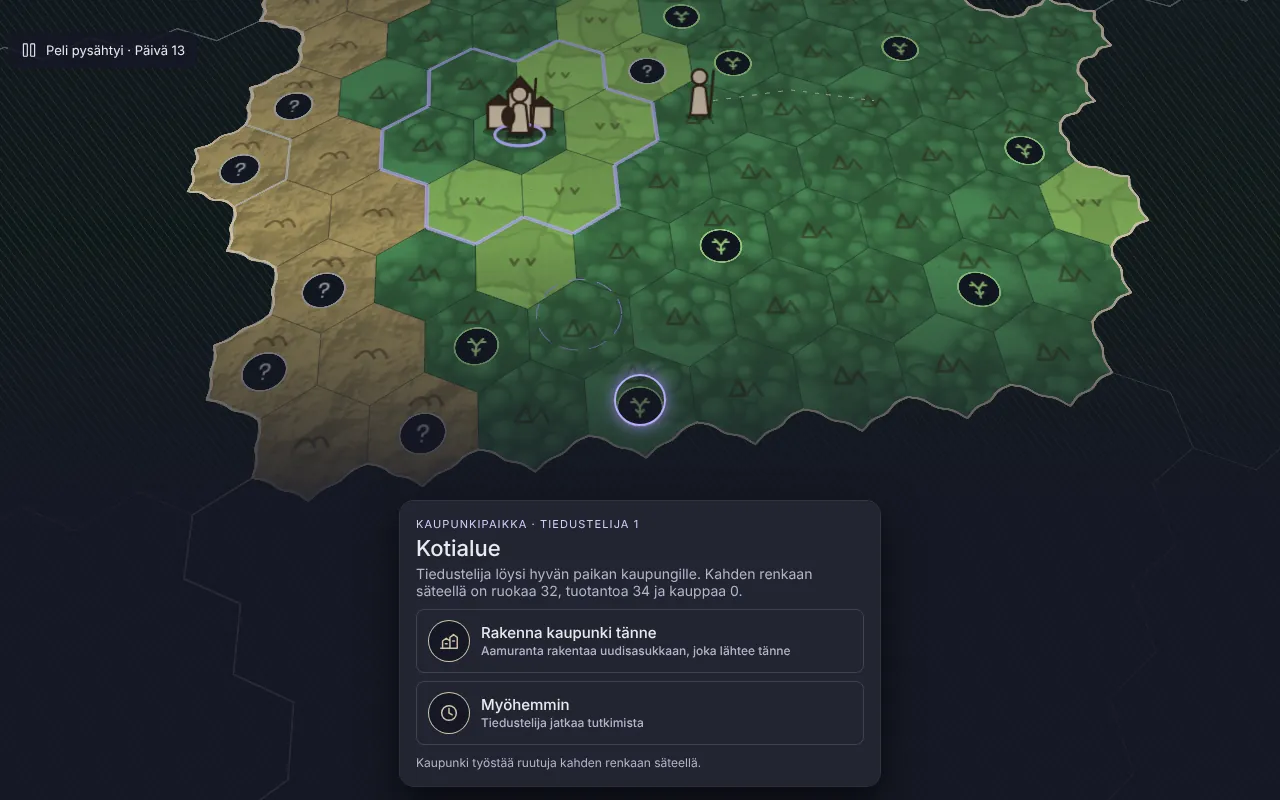 Peli pysähtyi · Päivä 13
?
?
?
?
?
?
KAUPUNKIPAIKKA · TIEDUSTELIJA 1
Kotialue
Tiedustelija löysi hyvän paikan kaupungille. Kahden renkaan
säteellä on ruokaa 32, tuotantoa 34 ja kauppaa 0.
Rakenna kaupunki tänne
Aamuranta rakentaa uudisasukkaan, joka lähtee tänne
Myöhemmin
Tiedustelija jatkaa tutkimista
Kaupunki työstää ruutuja kahden renkaan säteellä.